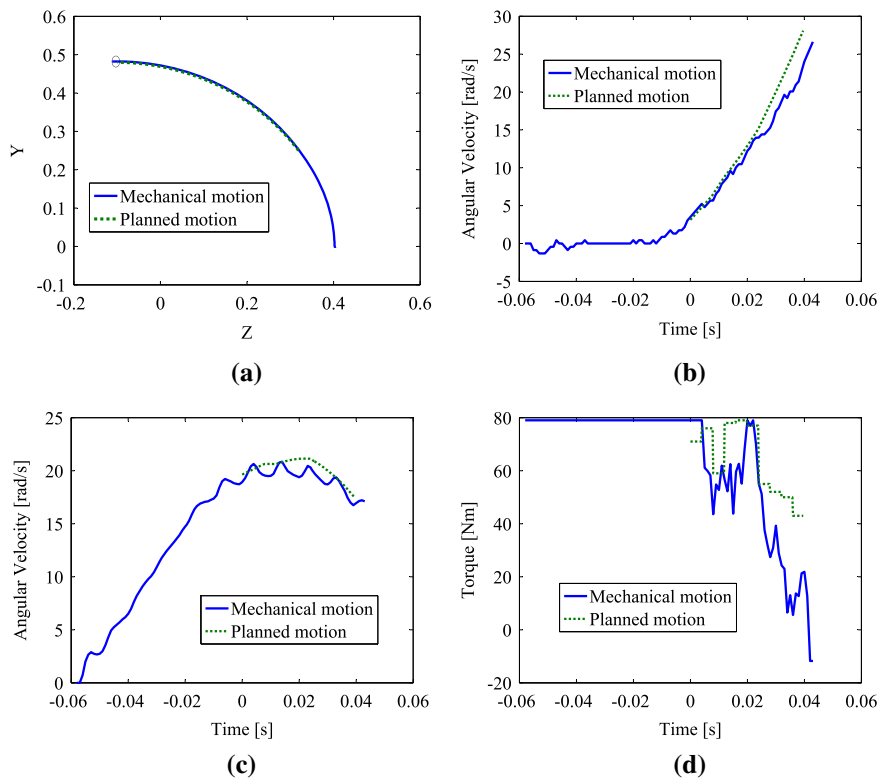 0.6
0.5
0.4
0.3
0.2
0.1
0
-0.1
Y
Mechanical motion
Planned motion
-0.2 0 0.2 0.4 0.6
Z
(a)
30
25
20
15
10
5
0
-5
Angular Velocity [rad/s]
Mechanical motion
Planned motion
-0.06 -0.04 -0.02 0 0.02 0.04 0.06
Time [s]
(b)
25
20
15
10
5
0
Angular Velocity [rad/s]
Mechanical motion
Planned motion
-0.06 -0.04 -0.02 0 0.02 0.04 0.06
Time [s]
(c)
80
60
40
20
0
-20
Torque [Nm]
Mechanical motion
Planned motion
-0.06 -0.04 -0.02 0 0.02 0.04 0.06
Time [s]
(d)